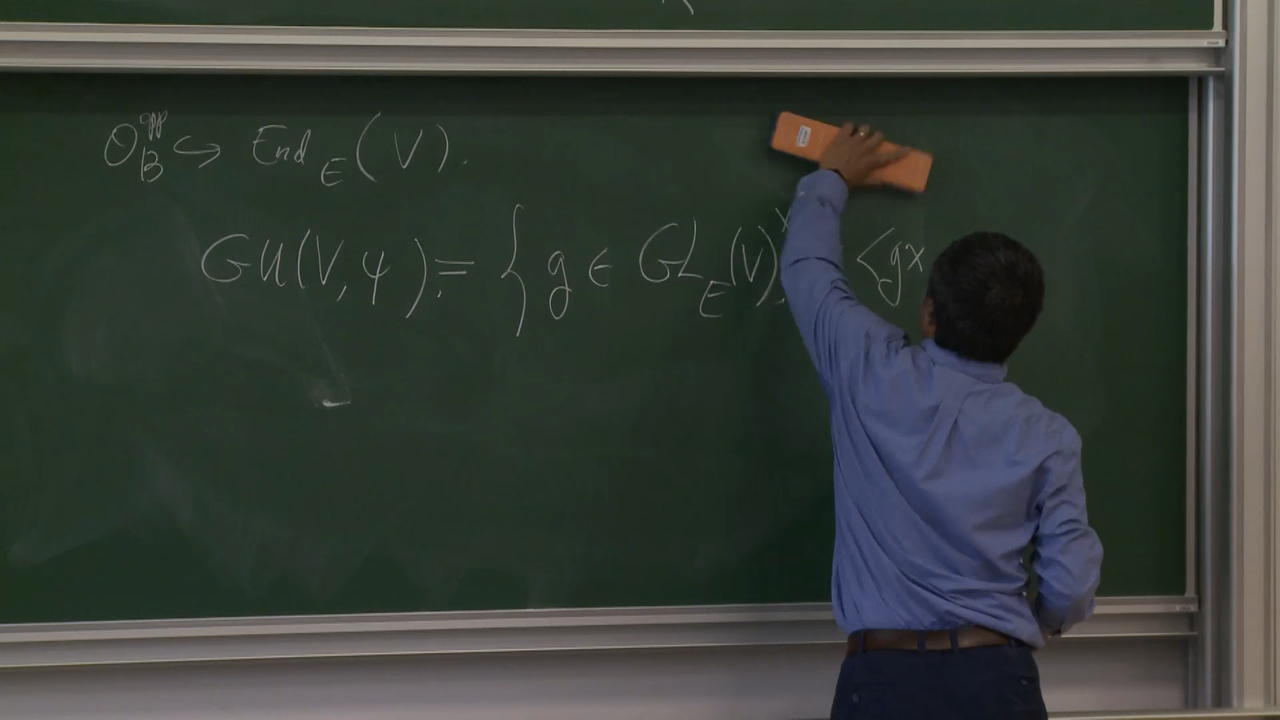 O_B^{opp} ↪ End_E(V).
GU(V,ψ) := { g ∈ GL_E(V)^x <gx